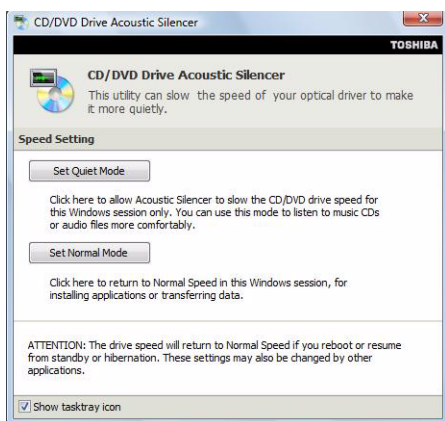 CD/DVD Drive Acoustic Silencer
TOSHIBA
CD/DVD Drive Acoustic Silencer
This utility can slow the speed of your optical driver to make
it more quietly.
Speed Setting
Set Quiet Mode
Click here to allow Acoustic Silencer to slow the CD/DVD drive speed for
this Windows session only. You can use this mode to listen to music CDs
or audio files more comfortably.
Set Normal Mode
Click here to return to Normal Speed in this Windows session, for
installing applications or transferring data.
ATTENTION: The drive speed will return to Normal Speed if you reboot or resume
from standby or hibernation. These settings may also be changed by other
applications.
Show tasktray icon